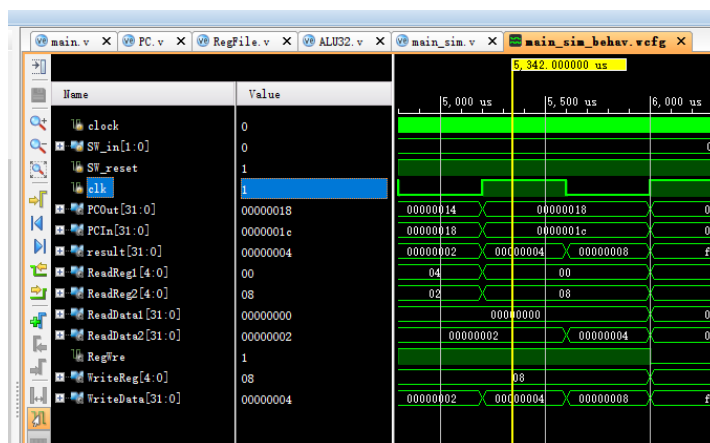 main.v X PC.v X RegFile.v X ALU32.v X main_sim.v X main_sim_behav.wcfg X
5,342.000000 us
Name Value
5,000 us 5,500 us 6,000 us
clock 0
SW_in[1:0] 0 0
SW_reset 1
clk 1
PCOut[31:0] 00000018 00000014 00000018 0
PCIn[31:0] 0000001c 00000018 0000001c 0
result[31:0] 00000004 00000002 00000004 00000008 f
ReadReg1[4:0] 00 04 00
ReadReg2[4:0] 08 02 08
ReadData1[31:0] 00000000 00000000 0
ReadData2[31:0] 00000002 00000002 00000004 0
RegWre 1
WriteReg[4:0] 08 08
WriteData[31:0] 00000004 00000002 00000004 00000008 f